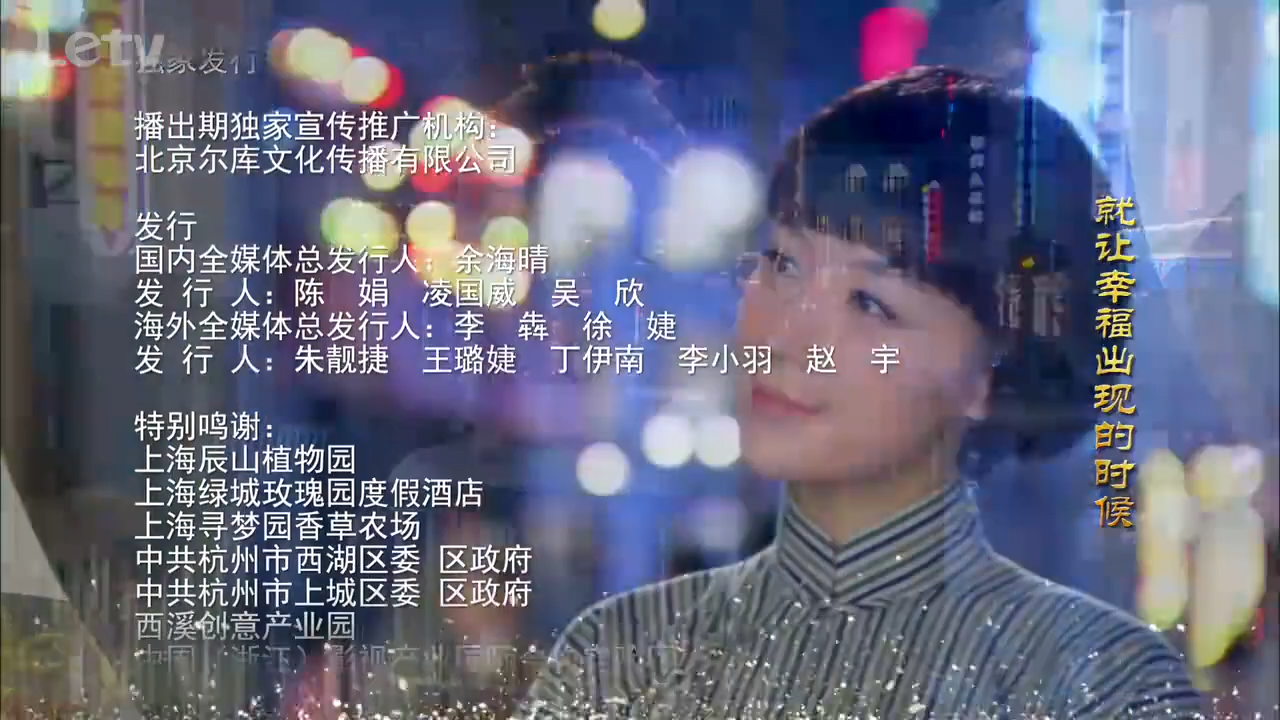 Letv
独家发行
播出期独家宣传推广机构：
北京尔库文化传播有限公司
发行
国内全媒体总发行人：余海晴
发 行 人：陈 娟 凌国威 吴 欣
海外全媒体总发行人：李 犇 徐 婕
发 行 人：朱靓捷 王璐婕 丁伊南 李小羽 赵 宇
特别鸣谢：
上海辰山植物园
上海绿城玫瑰园度假酒店
上海寻梦园香草农场
中共杭州市西湖区委 区政府
中共杭州市上城区委 区政府
西溪创意产业园
就让幸福出现的时候